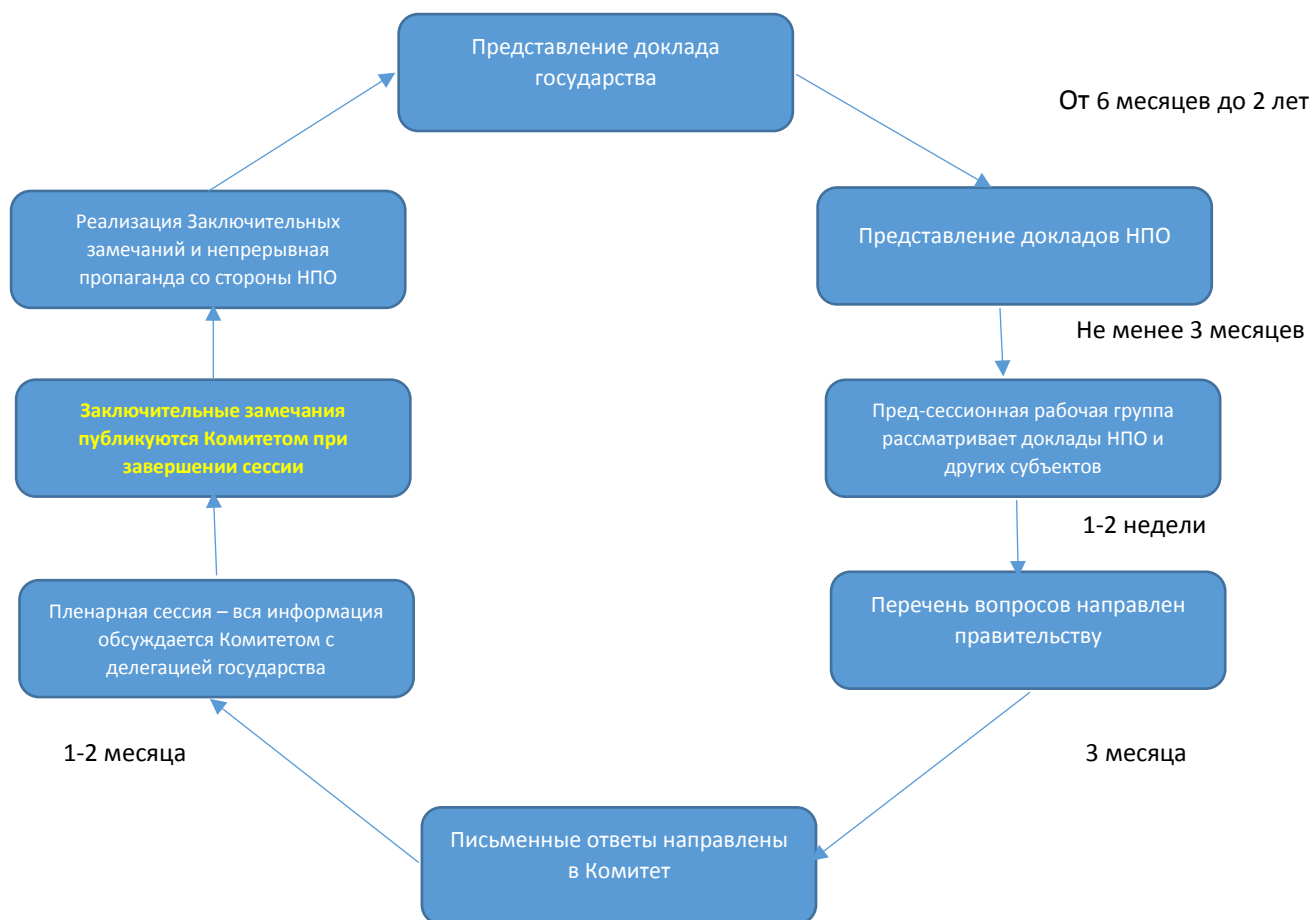 Представление доклада
государства
От 6 месяцев до 2 лет
Представление докладов НПО
Не менее 3 месяцев
Пред-сессионная рабочая группа
рассматривает доклады НПО и
других субъектов
1-2 недели
Перечень вопросов направлен
правительству
3 месяца
Письменные ответы направлены
в Комитет
1-2 месяца
Пленарная сессия – вся информация
обсуждается Комитетом с
делегацией государства
Заключительные замечания
публикуются Комитетом при
завершении сессии
Реализация Заключительных
замечаний и непрерывная
пропаганда со стороны НПО